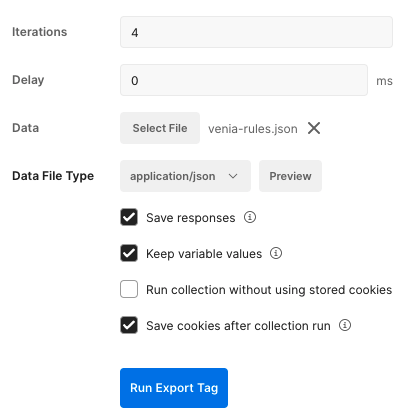 Iterations 4
Delay 0 ms
Data Select File venia-rules.json
Data File Type application/json Preview
Save responses
Keep variable values
Run collection without using stored cookies
Save cookies after collection run
Run Export Tag